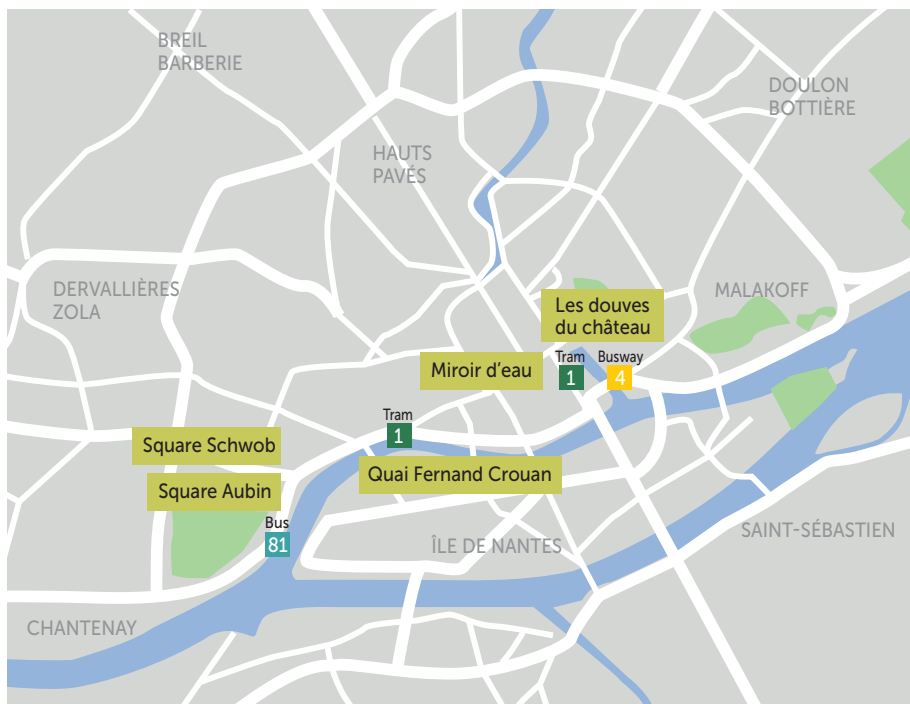 BREIL
BARBERIE
DOULON
BOTTIÈRE
HAUTS
PAVÉS
DERVALLIÈRES
ZOLA
MALAKOFF
Les douves
du château
Miroir d'eau
Tram
1
Busway
4
Tram
1
Square Schwob
Quai Fernand Crouan
Square Aubin
Bus
81
ÎLE DE NANTES
SAINT-SÉBASTIEN
CHANTENAY